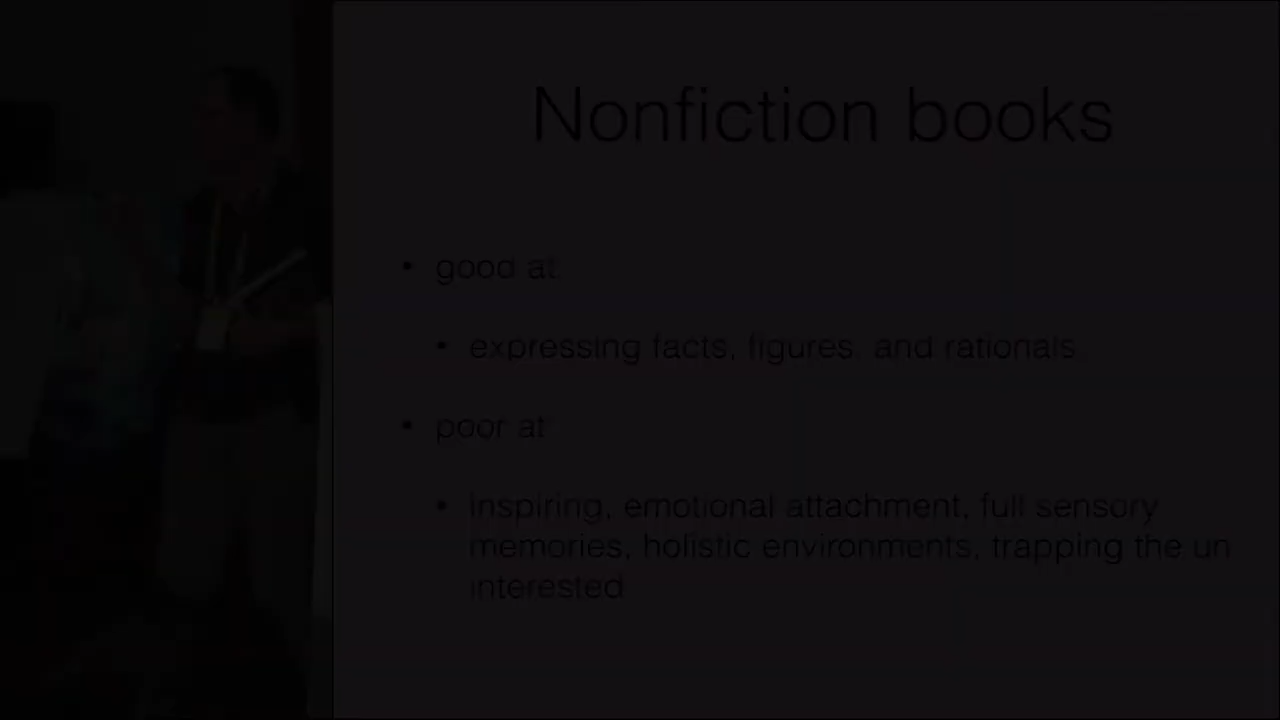 Nonfiction books
• good at:
• expressing facts, figures, and rationals.
• poor at:
• Inspiring, emotional attachment, full sensory
memories, holistic environments, trapping the un
interested